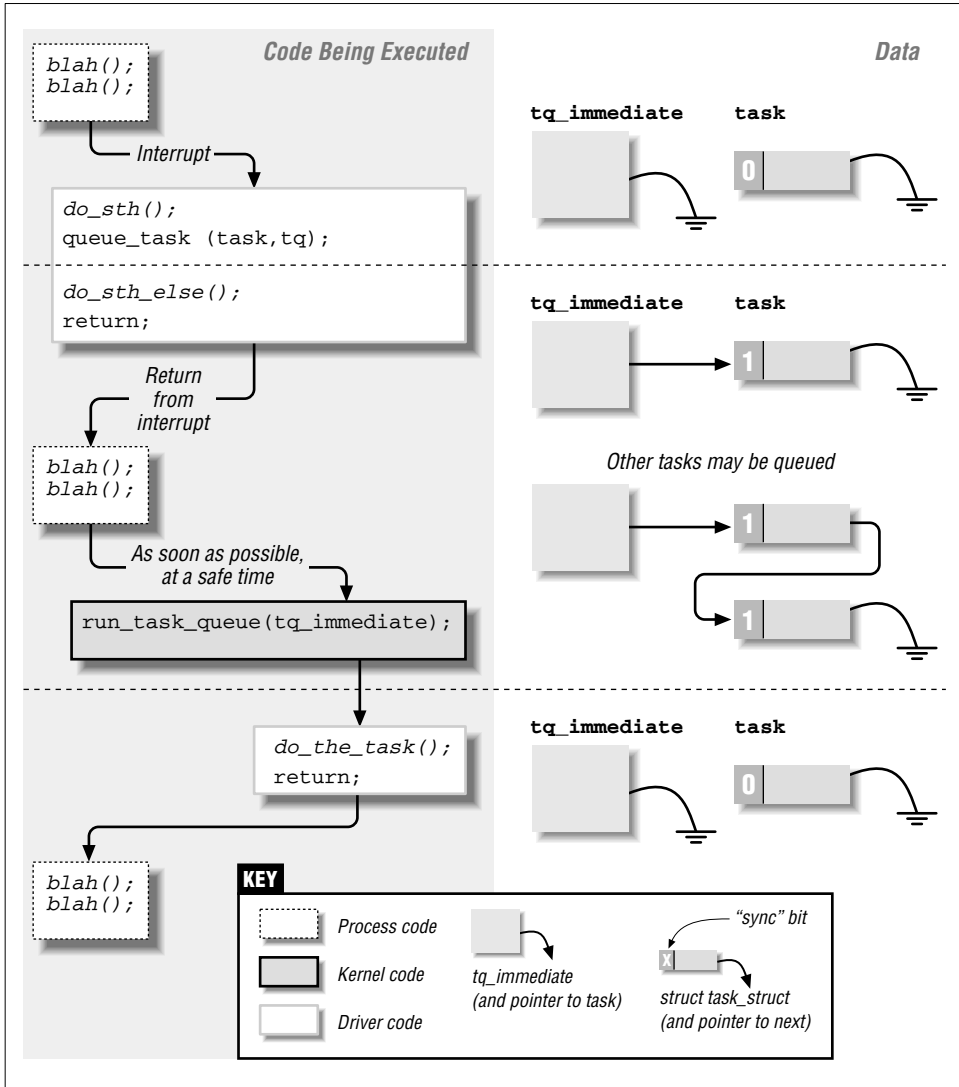 Code Being Executed
Data
blah();
blah();
Interrupt
do_sth();
queue_task (task,tq);
do_sth_else();
return;
Return
from
interrupt
blah();
blah();
As soon as possible,
at a safe time
run_task_queue(tq_immediate);
do_the_task();
return;
blah();
blah();
tq_immediate
task
0
tq_immediate
task
1
Other tasks may be queued
1
1
tq_immediate
task
0
KEY
Process code
Kernel code
Driver code
tq_immediate
(and pointer to task)
"sync" bit
X
struct task_struct
(and pointer to next)